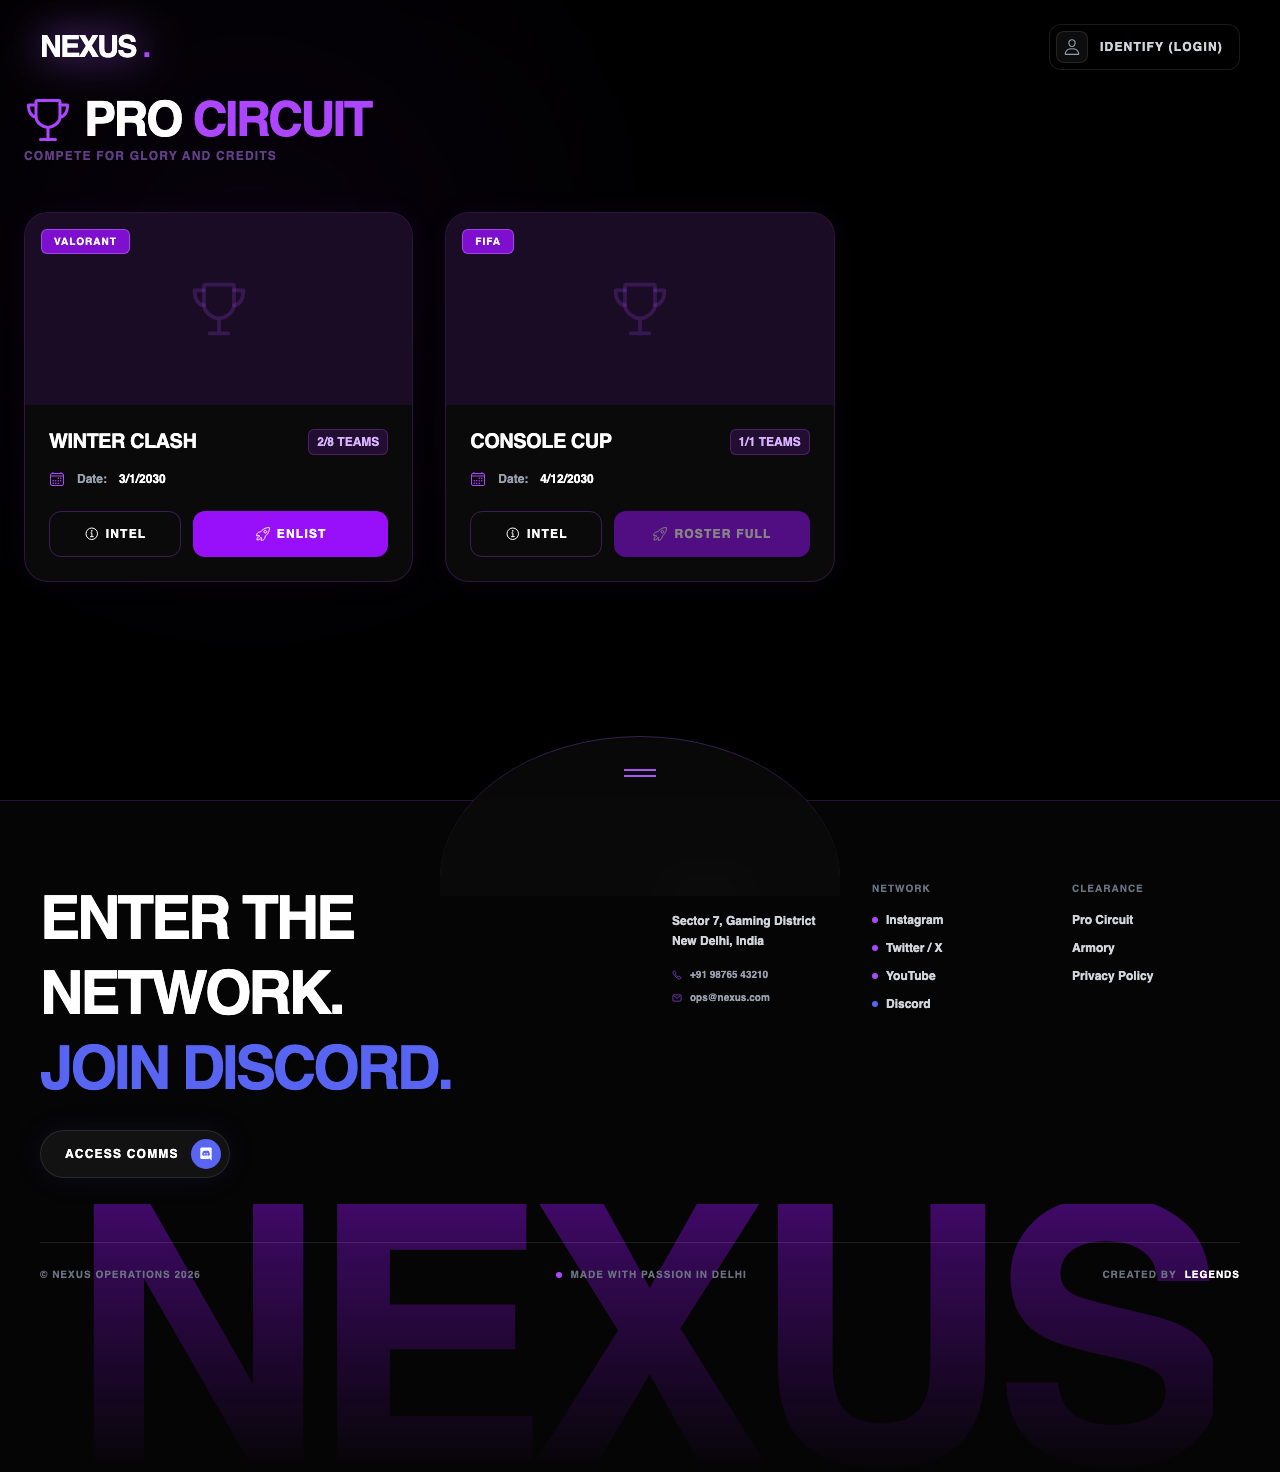 NEXUS .
IDENTIFY (LOGIN)
PRO CIRCUIT
COMPETE FOR GLORY AND CREDITS
VALORANT
WINTER CLASH
2/8 TEAMS
Date: 3/1/2030
INTEL
ENLIST
FIFA
CONSOLE CUP
1/1 TEAMS
Date: 4/12/2030
INTEL
ROSTER FULL
ENTER THE
NETWORK.
JOIN DISCORD.
ACCESS COMMS
Sector 7, Gaming District
New Delhi, India
+91 98765 43210
ops@nexus.com
NETWORK
Instagram
Twitter / X
YouTube
Discord
CLEARANCE
Pro Circuit
Armory
Privacy Policy
NEXUS
© NEXUS OPERATIONS 2026
MADE WITH PASSION IN DELHI
CREATED BY LEGENDS